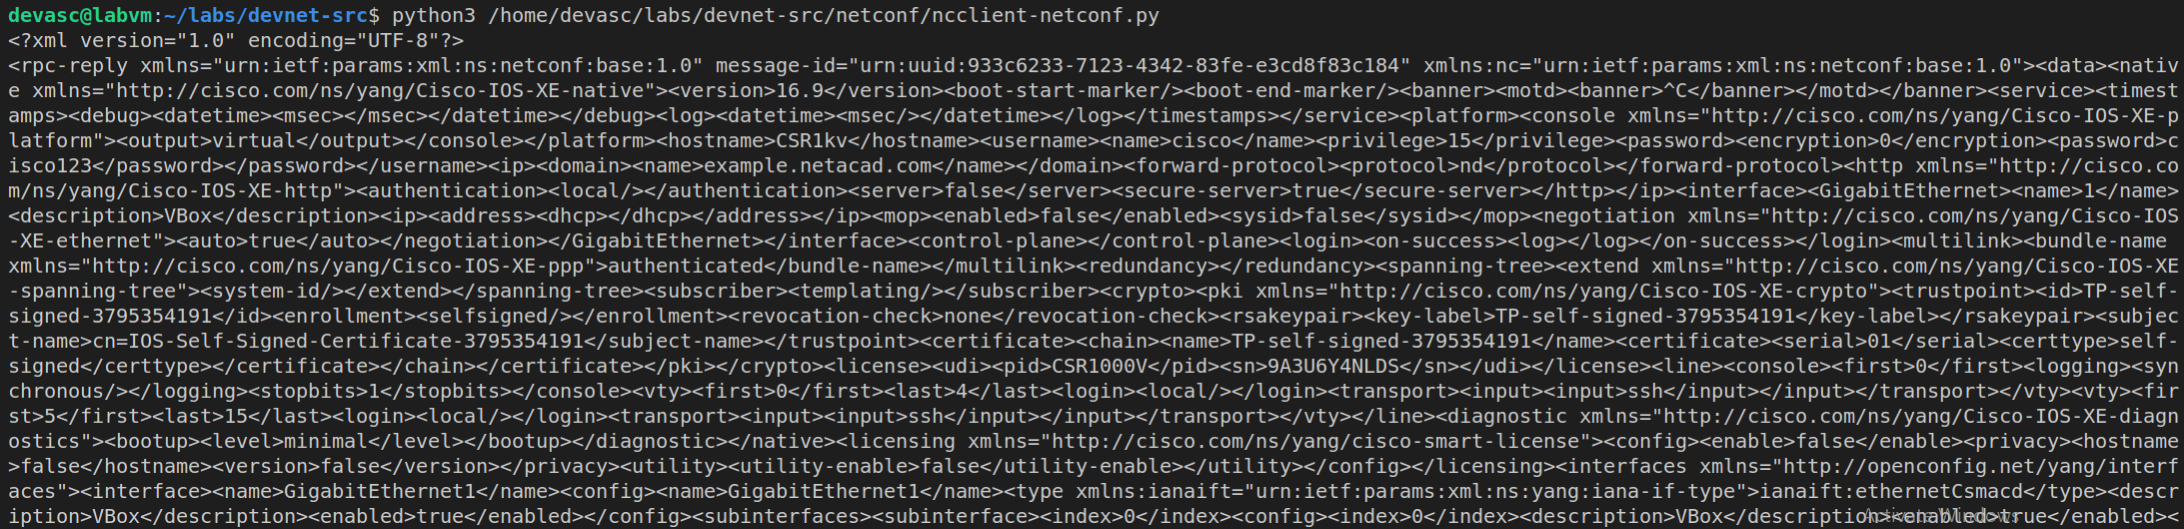 devasc@labvm:~/labs/devnet-src$ python3 /home/devasc/labs/devnet-src/netconf/ncclient-netconf.py
<?xml version="1.0" encoding="UTF-8"?>
<rpc-reply xmlns="urn:ietf:params:xml:ns:netconf:base:1.0" message-id="urn:uuid:933c6233-7123-4342-83fe-e3cd8f83c184" xmlns:nc="urn:ietf:params:xml:ns:netconf:base:1.0"><data><nativ
e xmlns="http://cisco.com/ns/yang/Cisco-IOS-XE-native"><version>16.9</version><boot-start-marker/><boot-end-marker/><banner><motd><banner>^C</banner></motd></banner><service><timest
amps><debug><datetime><msec></msec></datetime></debug><log><datetime><msec/></datetime></log></timestamps></service><platform><console xmlns="http://cisco.com/ns/yang/Cisco-IOS-XE-p
latform"><output>virtual</output></console></platform><hostname>CSR1kv</hostname><username><name>cisco</name><privilege>15</privilege><password><encryption>0</encryption><password>c
isco123</password></password></username><ip><domain><name>example.netacad.com</name></domain><forward-protocol><protocol>nd</protocol></forward-protocol><http xmlns="http://cisco.co
m/ns/yang/Cisco-IOS-XE-http"><authentication><local/></authentication><server>false</server><secure-server>true</secure-server></http></ip><interface><GigabitEthernet><name>1</name>
<description>VBox</description><ip><address><dhcp></dhcp></address></ip><mop><enabled>false</enabled><sysid>false</sysid></mop><negotiation xmlns="http://cisco.com/ns/yang/Cisco-IOS
-XE-ethernet"><auto>true</auto></negotiation></GigabitEthernet></interface><control-plane></control-plane><login><on-success><log></log></on-success></login><multilink><bundle-name
xmlns="http://cisco.com/ns/yang/Cisco-IOS-XE-ppp">authenticated</bundle-name></multilink><redundancy></redundancy><spanning-tree><extend xmlns="http://cisco.com/ns/yang/Cisco-IOS-XE
-spanning-tree"><system-id/></extend></spanning-tree><subscriber><templating/></subscriber><crypto><pki xmlns="http://cisco.com/ns/yang/Cisco-IOS-XE-crypto"><trustpoint><id>TP-self-
signed-3795354191</id><enrollment><selfsigned/></enrollment><revocation-check>none</revocation-check><rsakeypair><key-label>TP-self-signed-3795354191</key-label></rsakeypair><subjec
t-name>cn=IOS-Self-Signed-Certificate-3795354191</subject-name></trustpoint><certificate><chain><name>TP-self-signed-3795354191</name><certificate><serial>01</serial><certtype>self-
signed</certtype></certificate></chain></certificate></pki></crypto><license><udi><pid>CSR1000V</pid><sn>9A3U6Y4NLDS</sn></udi></license><line><console><first>0</first><logging><syn
chronous/></logging><stopbits>1</stopbits></console><vty><first>0</first><last>4</last><login><local/></login><transport><input><input>ssh</input></input></transport></vty><vty><fir
st>5</first><last>15</last><login><local/></login><transport><input><input>ssh</input></input></transport></vty></line><diagnostic xmlns="http://cisco.com/ns/yang/Cisco-IOS-XE-diagn
ostics"><bootup><level>minimal</level></bootup></diagnostic></native><licensing xmlns="http://cisco.com/ns/yang/cisco-smart-license"><config><enable>false</enable><privacy><hostname
>false</hostname><version>false</version></privacy><utility><utility-enable>false</utility-enable></utility></config></licensing><interfaces xmlns="http://openconfig.net/yang/interf
aces"><interface><name>GigabitEthernet1</name><config><name>GigabitEthernet1</name><type xmlns:ianaift="urn:ietf:params:xml:ns:yang:iana-if-type">ianaift:ethernetCsmacd</type><descr
iption>VBox</description><enabled>true</enabled></config><subinterfaces><subinterface><index>0</index><config><index>0</index><description>VBox</description><enabled>true</enabled><
Activate Windows